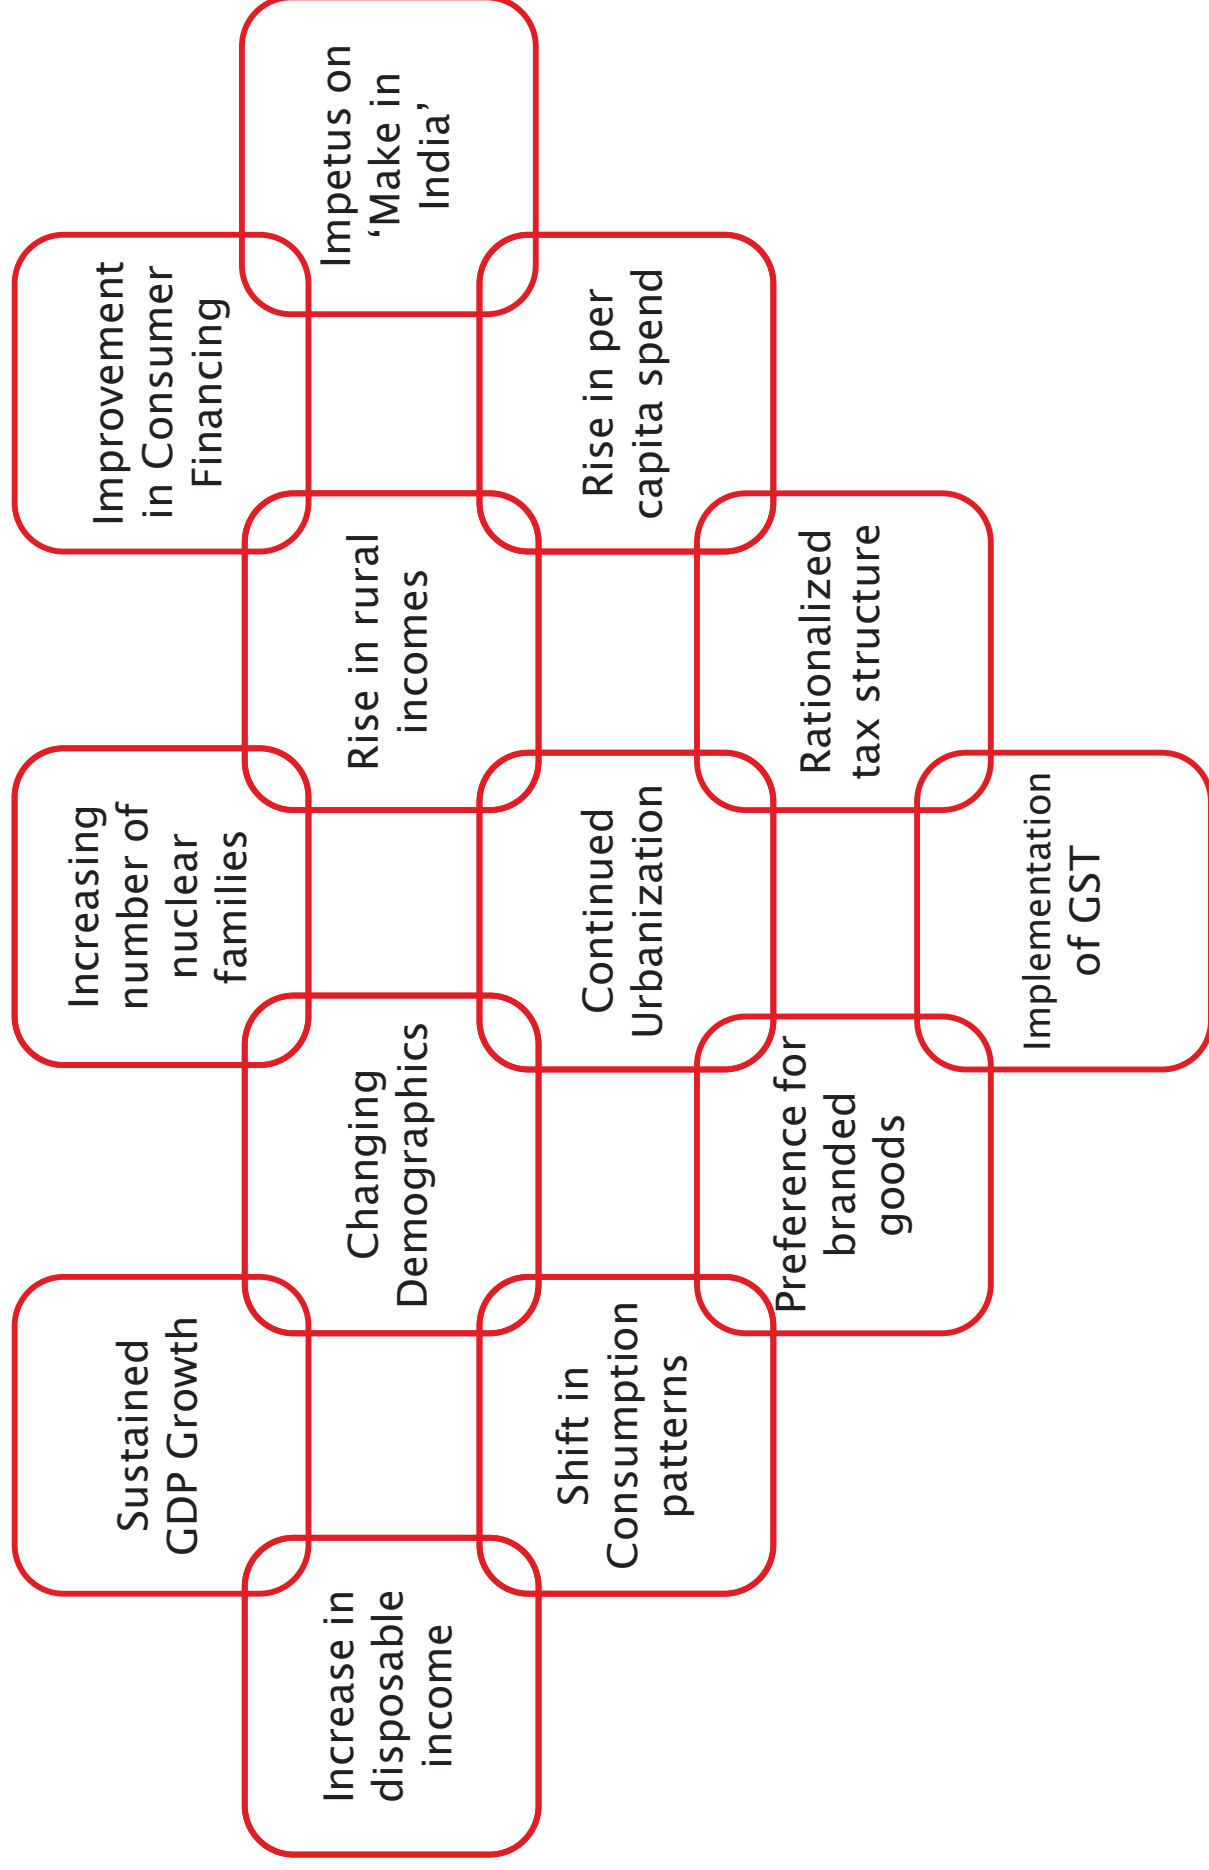 Sustained
GDP Growth
Increasing
number of
nuclear
families
Improvement
in Consumer
Financing
Increase in
disposable
income
Changing
Demographics
Rise in rural
incomes
Impetus on
‘Make in
India’
Shift in
Consumption
patterns
Continued
Urbanization
Rise in per
capita spend
Preference for
branded
goods
Rationalized
tax structure
Implementation
of GST